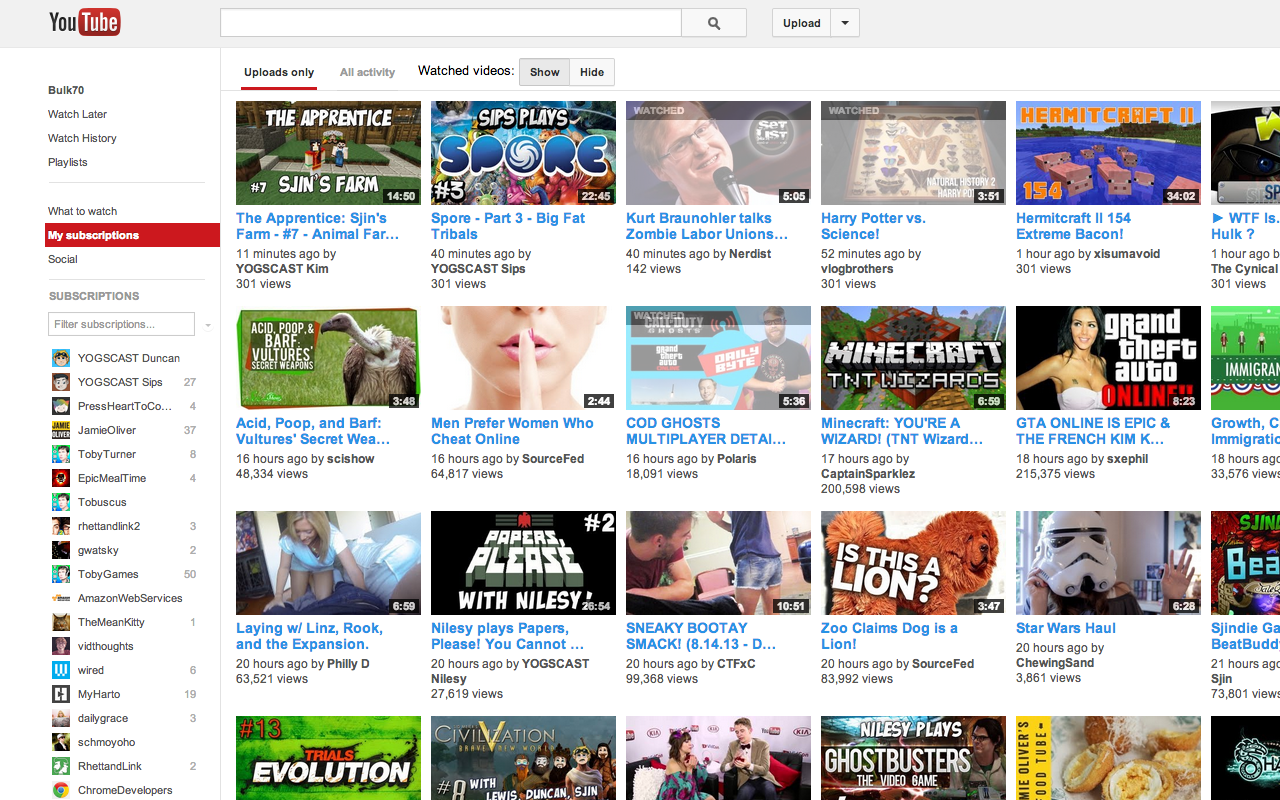 YouTube
Upload
Uploads only All activity Watched videos: Show Hide
Bulk70
Watch Later
Watch History
Playlists
What to watch
My subscriptions
Social
SUBSCRIPTIONS
Filter subscriptions...
YOGSCAST Duncan
YOGSCAST Sips 27
PressHeartToCo... 4
JamieOliver 37
TobyTurner 8
EpicMealTime 4
Tobuscus
rhettandlink2 3
gwatsky 2
TobyGames 50
AmazonWebServices
TheMeanKitty 1
vidthoughts
wired 6
MyHarto 19
dailygrace 3
schmoyoho
RhettandLink 2
ChromeDevelopers
THE APPRENTICE
#7 SJIN'S FARM
14:50
The Apprentice: Sjin's
Farm - #7 - Animal Far...
11 minutes ago by
YOGSCAST Kim
301 views
SIPS PLAYS
SPORE
#3
22:45
Spore - Part 3 - Big Fat
Tribals
40 minutes ago by
YOGSCAST Sips
301 views
WATCHED
SET LIST
5:05
Kurt Braunohler talks
Zombie Labor Unions...
40 minutes ago by Nerdist
142 views
WATCHED
NATURAL HISTORY 2
3:51
Harry Potter vs.
Science!
52 minutes ago by
vlogbrothers
301 views
HERMITCRAFT II
154
34:02
Hermitcraft II 154
Extreme Bacon!
1 hour ago by xisumavoid
301 views
► WTF Is.
Hulk ?
1 hour ago b
The Cynical
301 views
ACID, POOP, &
BARF:
VULTURES'
SECRET WEAPONS
3:48
Acid, Poop, and Barf:
Vultures' Secret Wea...
16 hours ago by scishow
48,334 views
2:44
Men Prefer Women Who
Cheat Online
16 hours ago by SourceFed
64,817 views
WATCHED
CALL OF DUTY
GHOSTS
grand theft auto
DAILY
BYTE
5:36
COD GHOSTS
MULTIPLAYER DETAI...
16 hours ago by Polaris
18,091 views
MINECRAFT
TNT WIZARDS
6:59
Minecraft: YOU'RE A
WIZARD! (TNT Wizard...
17 hours ago by
CaptainSparklez
200,598 views
grand
theft
auto
ONLINE!!
8:23
GTA ONLINE IS EPIC &
THE FRENCH KIM K...
18 hours ago by sxephil
215,375 views
IMMIGRAN
Growth, C
Immigratio
18 hours ago
33,576 views
6:59
Laying w/ Linz, Rook,
and the Expansion.
20 hours ago by Philly D
63,521 views
#2
PAPERS,
PLEASE
WITH NILESY!
26:54
Nilesy plays Papers,
Please! You Cannot ...
20 hours ago by YOGSCAST
Nilesy
27,619 views
10:51
SNEAKY BOOTAY
SMACK! (8.14.13 - D...
20 hours ago by CTFxC
99,368 views
IS THIS A
LION?
3:47
Zoo Claims Dog is a
Lion!
20 hours ago by SourceFed
83,992 views
6:28
Star Wars Haul
20 hours ago by
ChewingSand
3,861 views
SJIN
Bea
Sjindie Ga
BeatBuddy
21 hours ago
Sjin
73,801 views
#13
TRIALS
EVOLUTION
CIVILIZATION V
BRAVE NEW WORLD
#8 WITH
LEWIS, DUNCAN, SJIN
KIA
NILESY PLAYS
GHOSTBUSTERS
THE VIDEO GAME
JAMIE OLIVER'S
FOOD TUBE